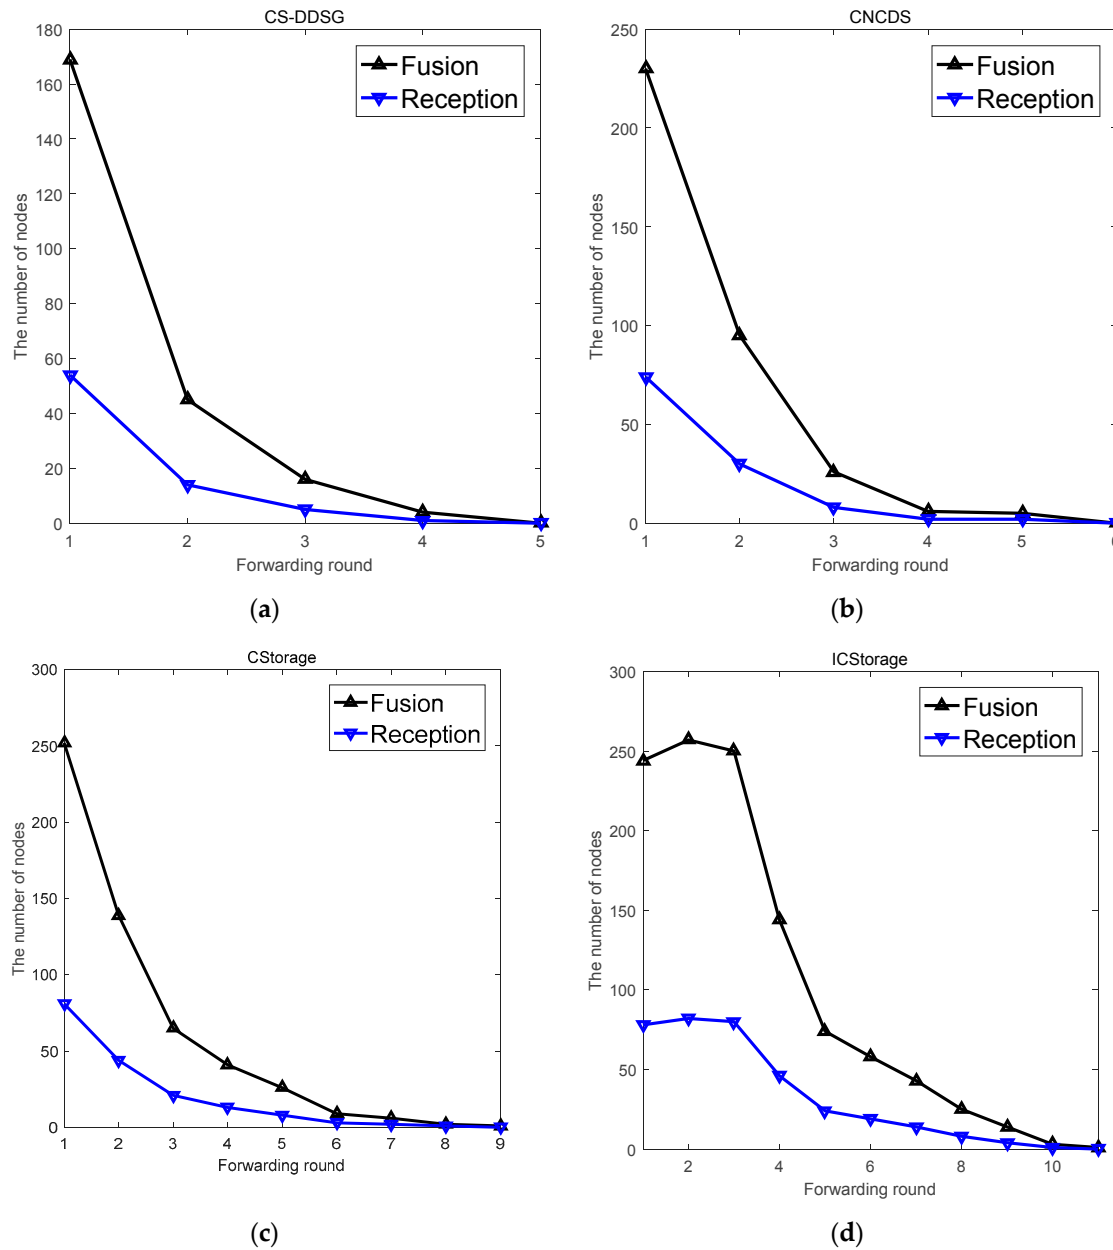 CS-DDSG
180
160
140
120
100
80
60
40
20
0
The number of nodes
Fusion
Reception
1 2 3 4 5
Forwarding round
(a)
CNCDS
250
200
150
100
50
0
The number of nodes
Fusion
Reception
1 2 3 4 5 6
Forwarding round
(b)
CStorage
300
250
200
150
100
50
0
The number of nodes
Fusion
Reception
1 2 3 4 5 6 7 8 9
Forwarding round
(c)
ICStorage
300
250
200
150
100
50
0
The number of nodes
Fusion
Reception
2 4 6 8 10
Forwarding round
(d)